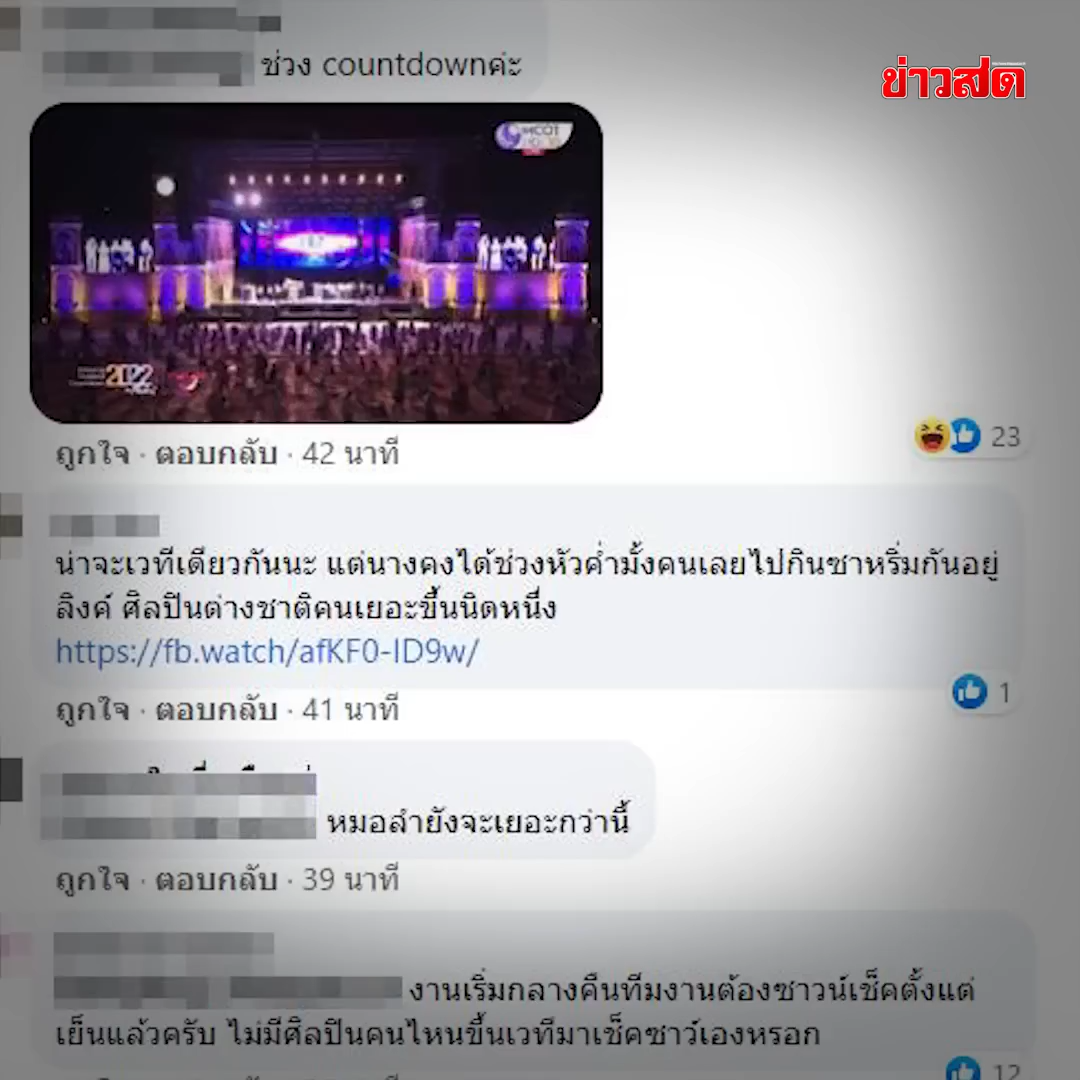 ช่วง countdownค่ะ
ข่าวสด
MCOT
2022
ถูกใจ · ตอบกลับ · 42 นาที
23
น่าจะเวทีเดียวกันนะ แต่นางคงได้ช่วงหัวค่ำมั้งคนเลยไปกินซาหริ่มกันอยู่
ลิงค์ ศิลปินต่างชาติคนเยอะขึ้นนิดหนึ่ง
https://fb.watch/afKF0-ID9w/
1
ถูกใจ · ตอบกลับ · 41 นาที
หมอลำยังจะเยอะกว่านี้
ถูกใจ · ตอบกลับ · 39 นาที
งานเริ่มกลางคืนทีมงานต้องซาวน์เช็คตั้งแต่
เย็นแล้วครับ ไม่มีศิลปินคนไหนขึ้นเวทีมาเช็คซาว์เองหรอก
12